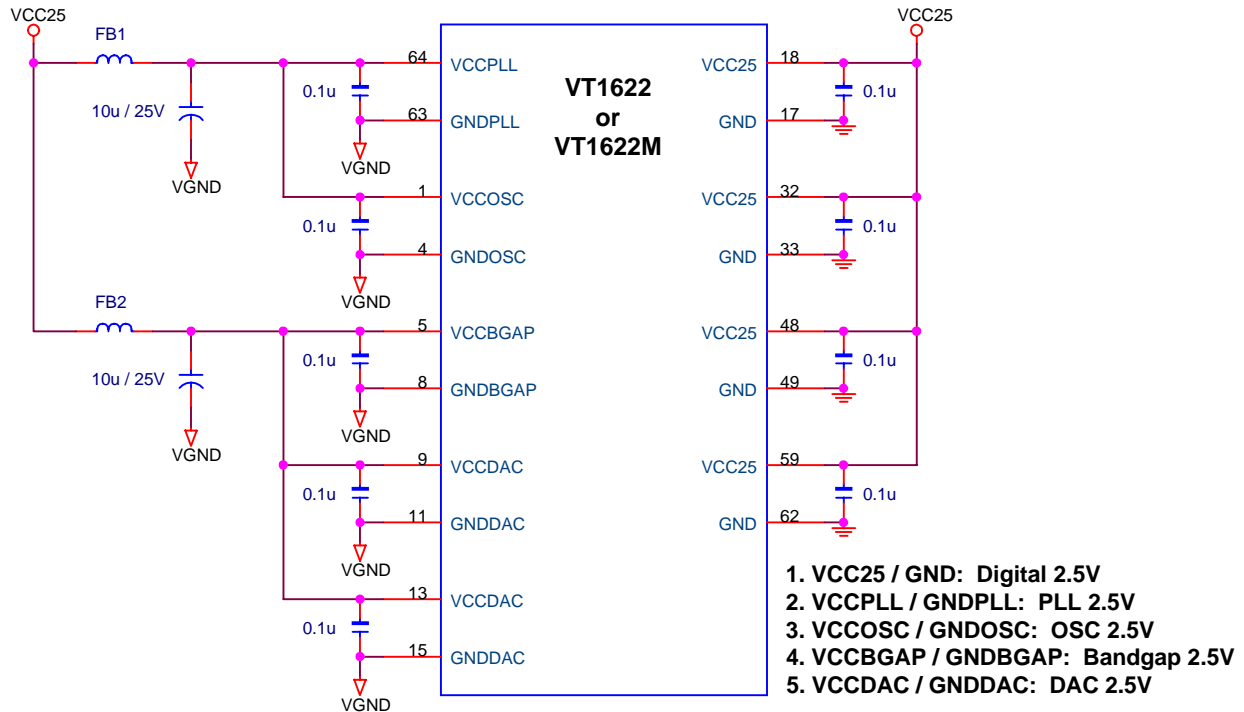 VCC25
VCC25
FB1
64 VCCPLL
VCC25 18
VT1622
or
VT1622M
10u / 25V
0.1u
0.1u
63 GNDPLL
GND 17
VGND
VGND
1 VCCOSC
VCC25 32
0.1u
0.1u
4 GNDOSC
GND 33
VGND
FB2
5 VCCBGAP
VCC25 48
10u / 25V
0.1u
0.1u
8 GNDBGAP
GND 49
VGND
VGND
9 VCCDAC
VCC25 59
0.1u
0.1u
11 GNDDAC
GND 62
VGND
13 VCCDAC
0.1u
15 GNDDAC
VGND
1. VCC25 / GND: Digital 2.5V
2. VCCPLL / GNDPLL: PLL 2.5V
3. VCCOSC / GNDOSC: OSC 2.5V
4. VCCBGAP / GNDBGAP: Bandgap 2.5V
5. VCCDAC / GNDDAC: DAC 2.5V